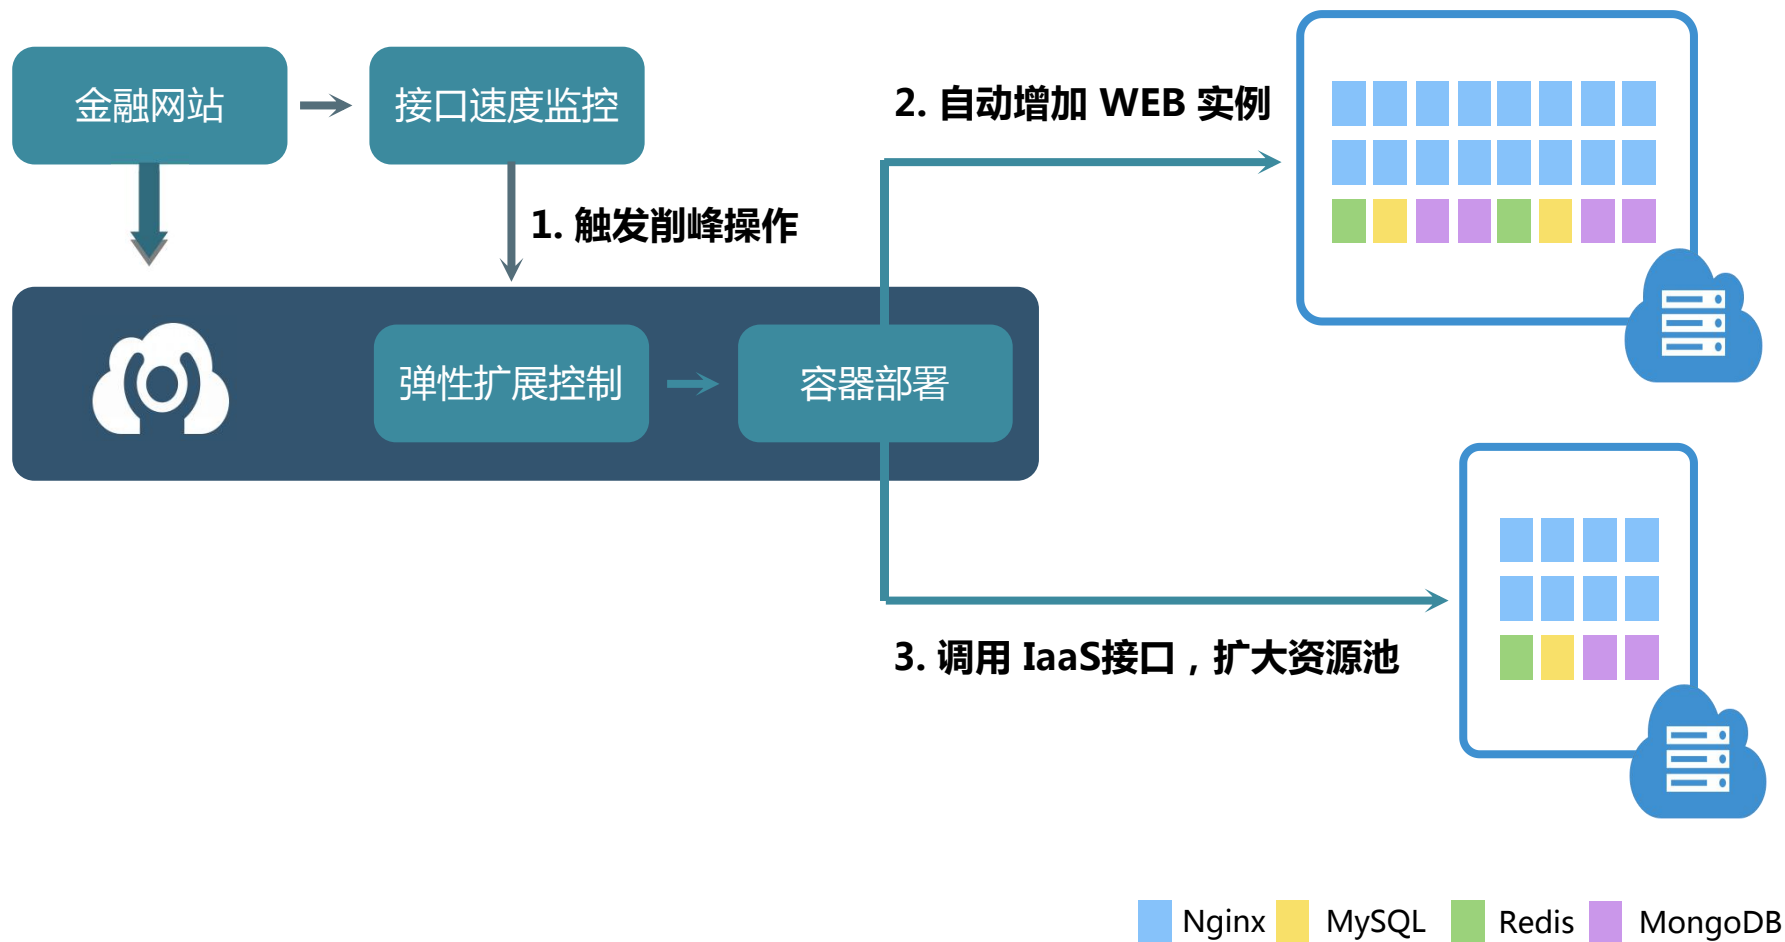 金融网站
接口速度监控
2. 自动增加 WEB 实例
1. 触发削峰操作
弹性扩展控制
容器部署
3. 调用 IaaS接口，扩大资源池
Nginx
MySQL
Redis
MongoDB